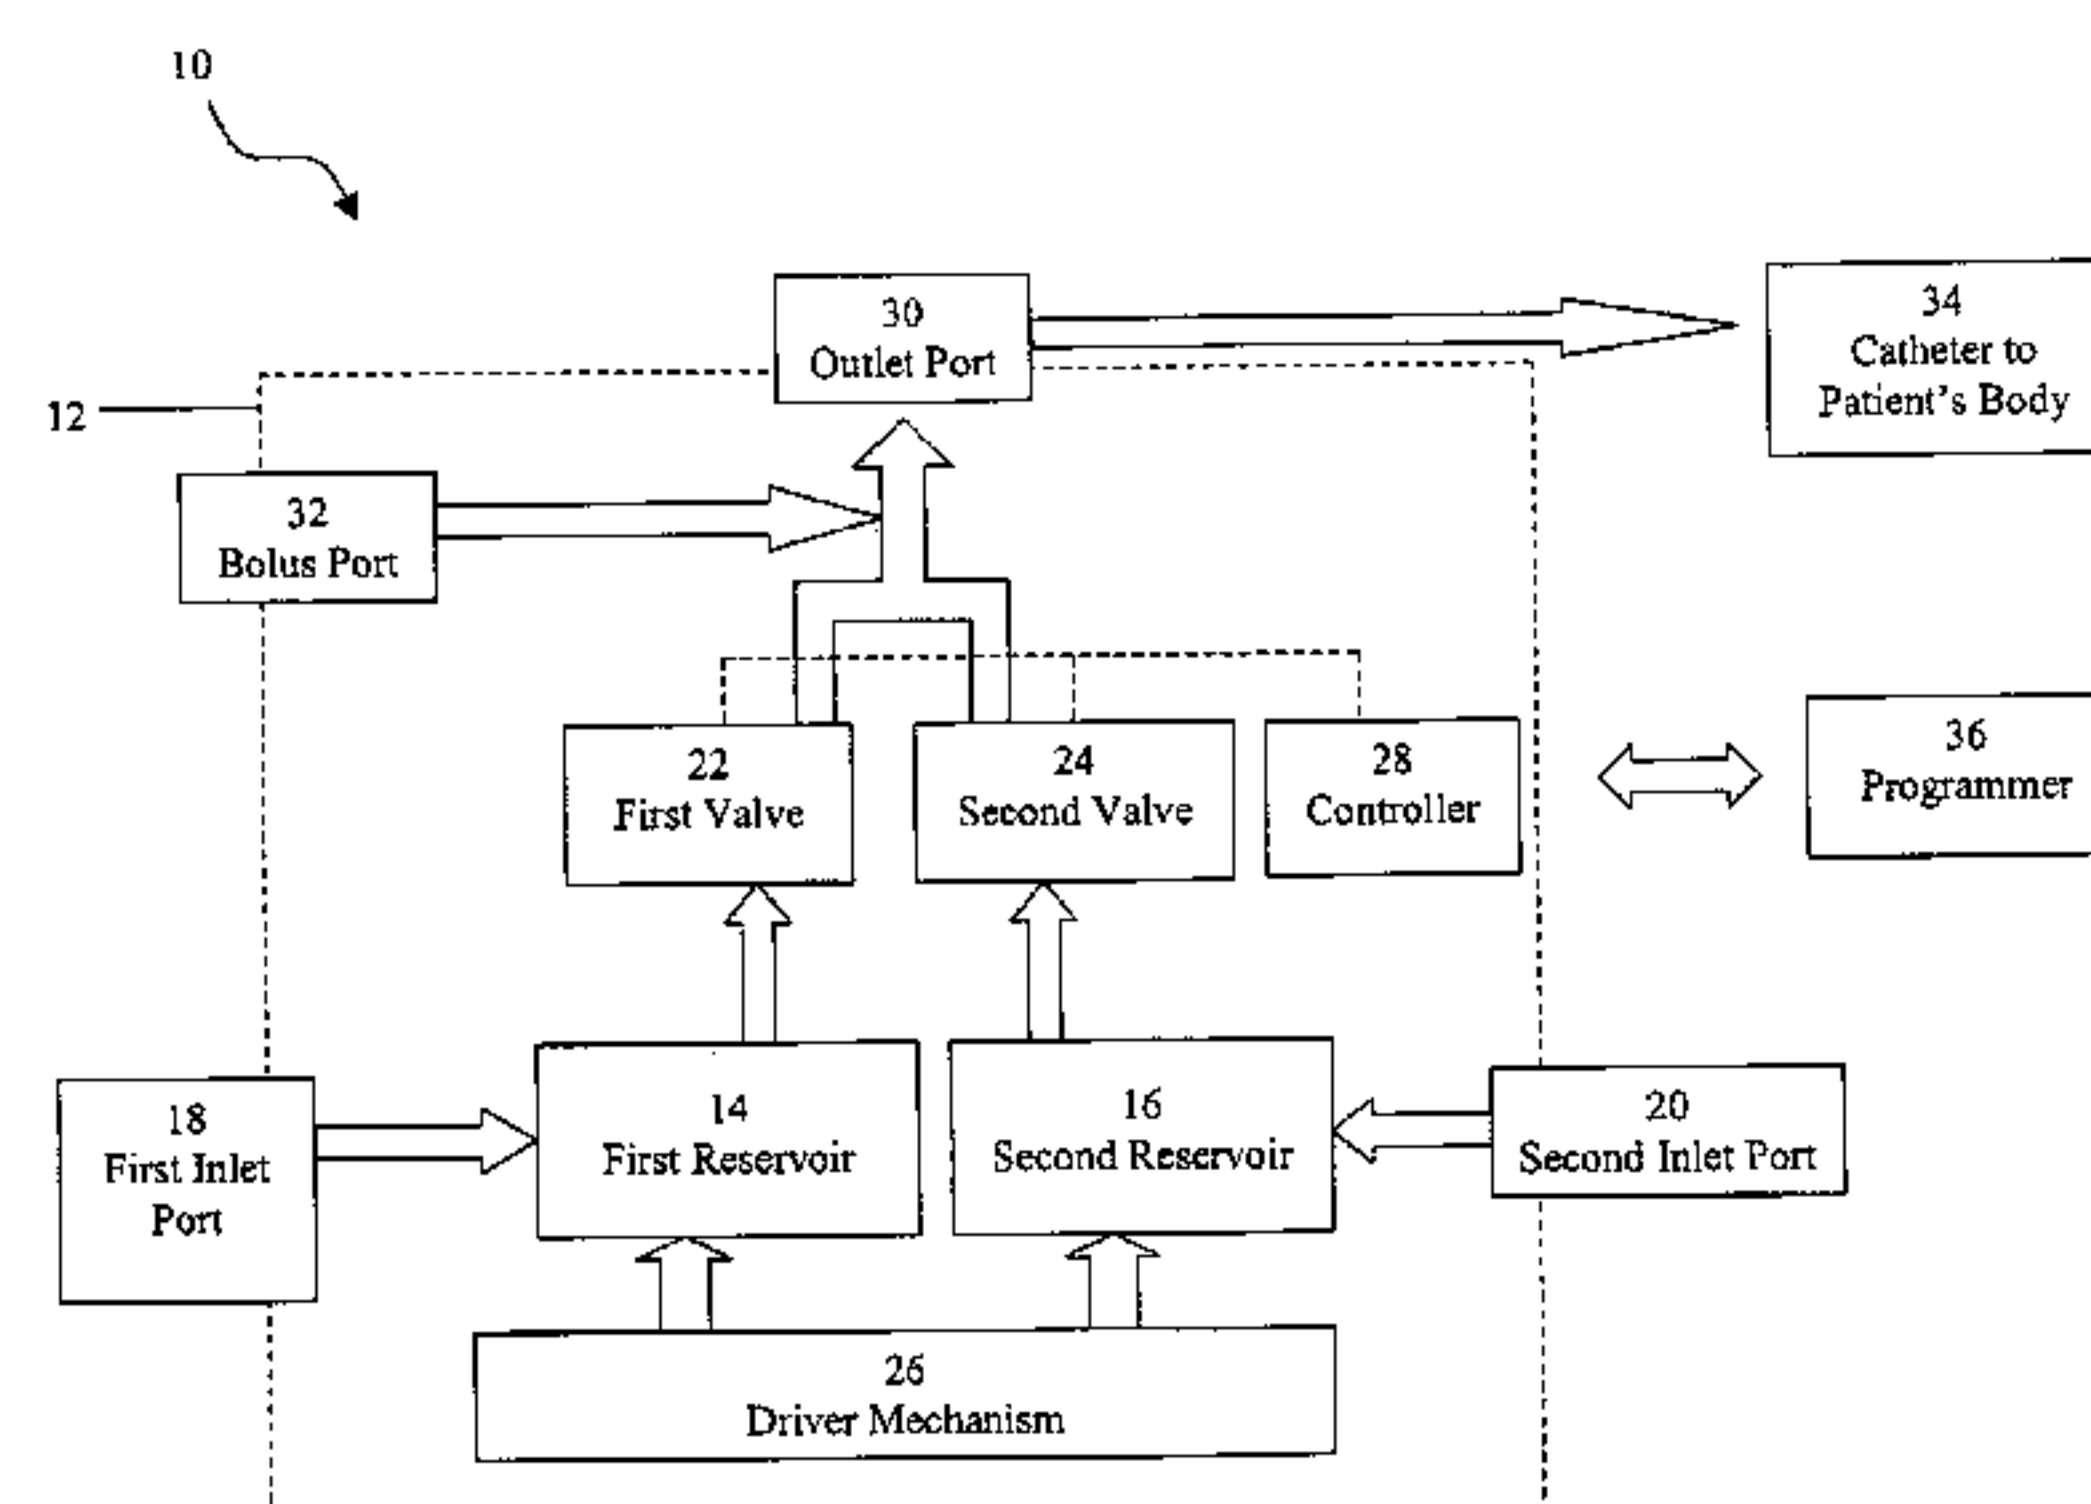 10
30
Outlet Port
34
Catheter to
Patient's Body
12
32
Bolus Port
22
First Valve
24
Second Valve
28
Controller
36
Programmer
18
First Inlet
Port
14
First Reservoir
16
Second Reservoir
20
Second Inlet Port
26
Driver Mechanism